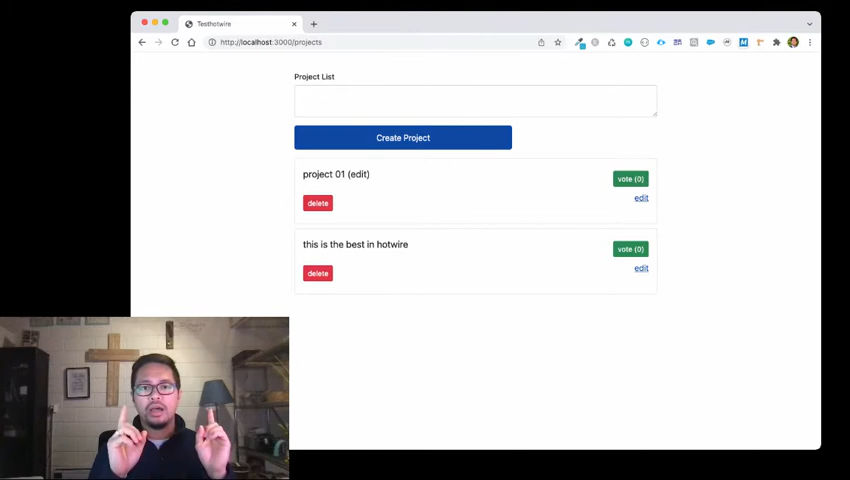 Testhotwire
http://localhost:3000/projects
Project List
Create Project
project 01 (edit)
vote (0)
edit
delete
this is the best in hotwire
vote (0)
edit
delete